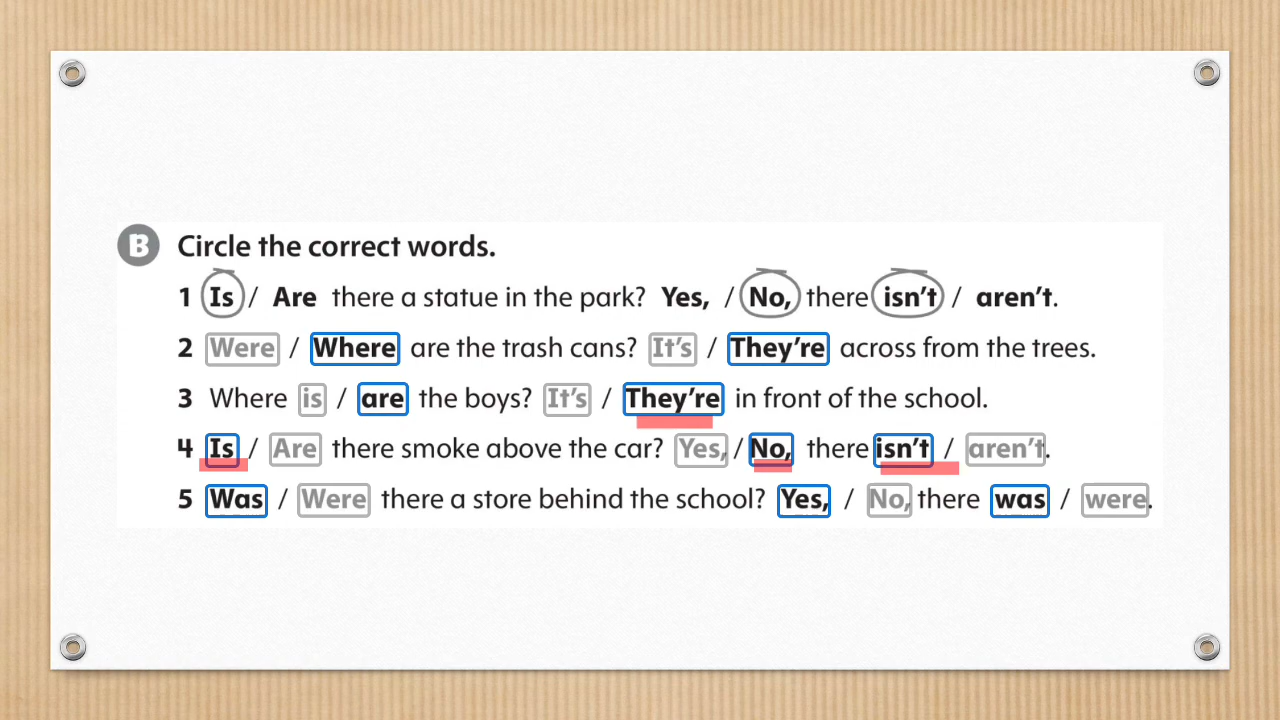 B Circle the correct words.
1 Is / Are there a statue in the park? Yes, / No, there isn't / aren't.
2 Were / Where are the trash cans? It's / They're across from the trees.
3 Where is / are the boys? It's / They're in front of the school.
4 Is / Are there smoke above the car? Yes, / No, there isn't / aren't.
5 Was / Were there a store behind the school? Yes, / No, there was / were.